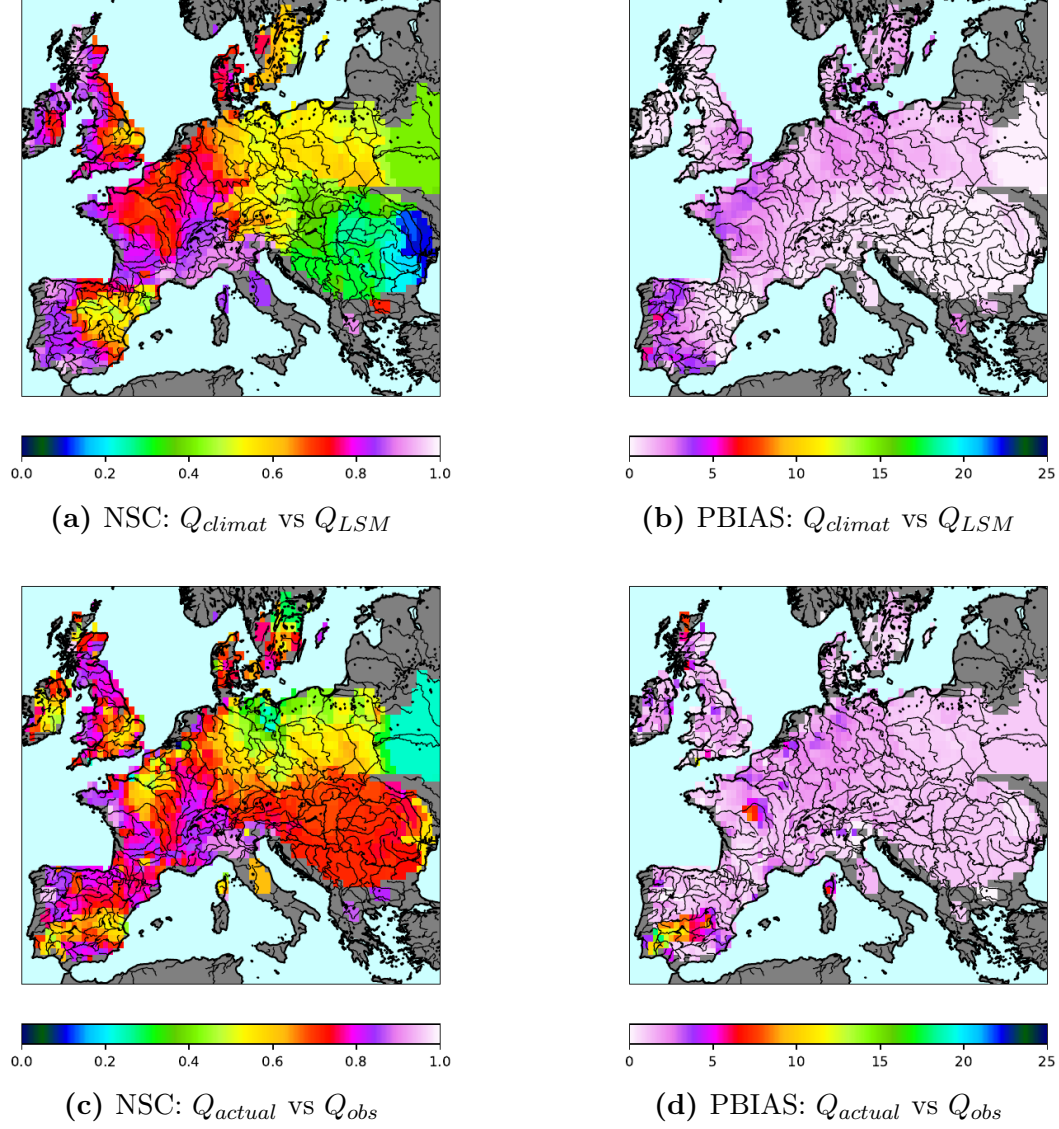 0.0 0.2 0.4 0.6 0.8 1.0
0 5 10 15 20 25
(a) NSC: Q_climat vs Q_LSM
(b) PBIAS: Q_climat vs Q_LSM
0.0 0.2 0.4 0.6 0.8 1.0
0 5 10 15 20 25
(c) NSC: Q_actual vs Q_obs
(d) PBIAS: Q_actual vs Q_obs